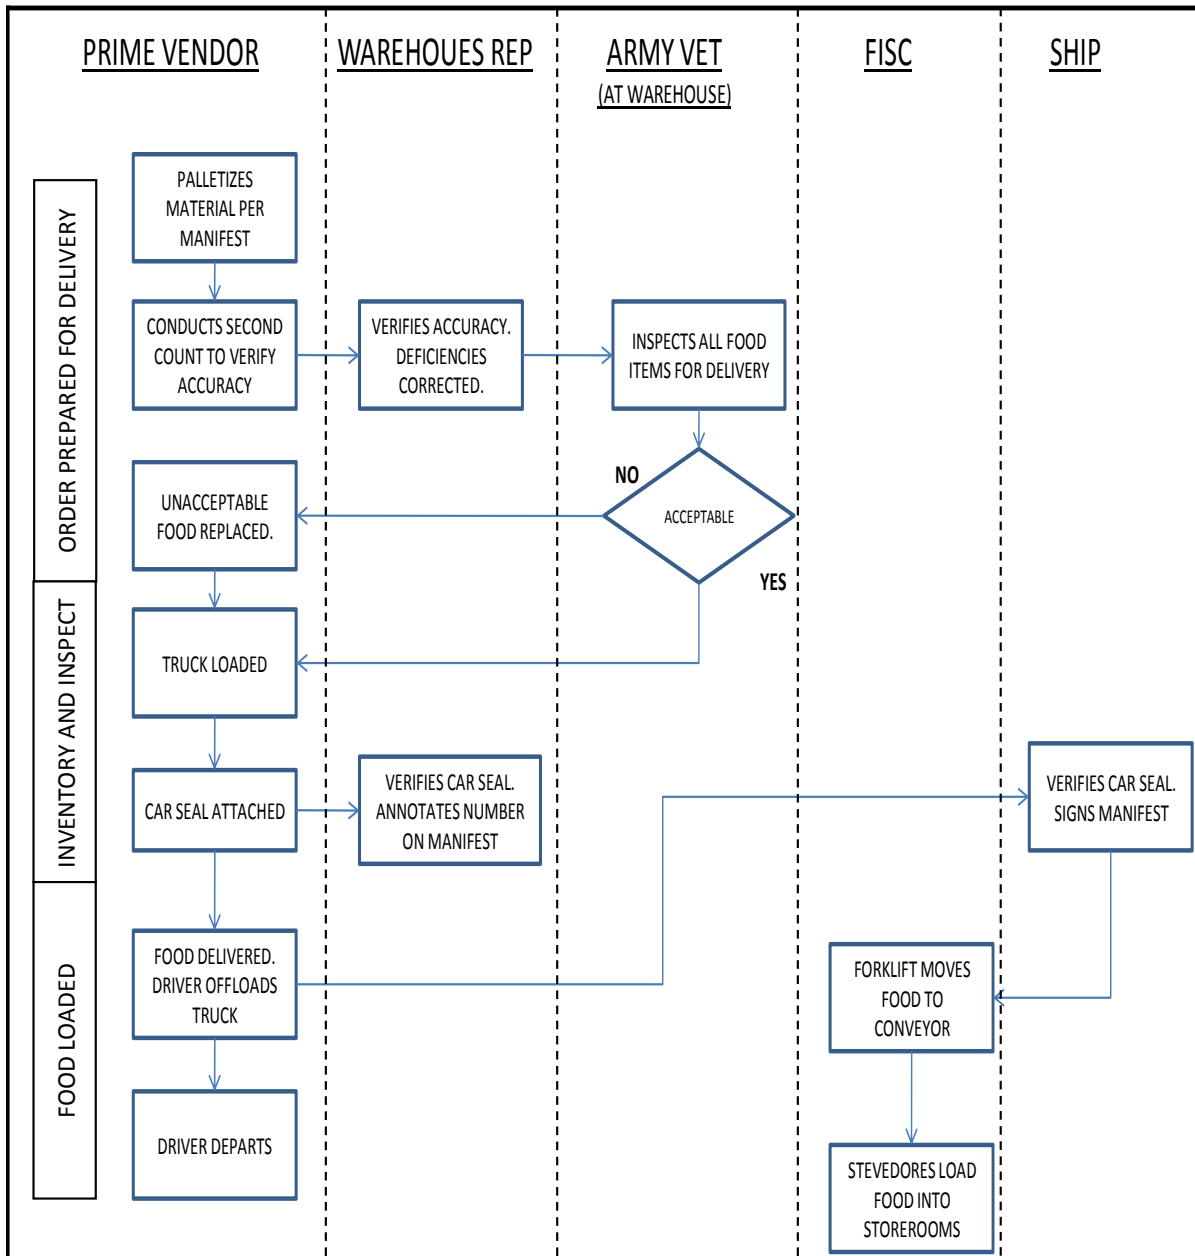 PRIME VENDOR
WAREHOUES REP
ARMY VET
(AT WAREHOUSE)
FISC
SHIP
ORDER PREPARED FOR DELIVERY
PALLETIZES
MATERIAL PER
MANIFEST
CONDUCTS SECOND
COUNT TO VERIFY
ACCURACY
VERIFIES ACCURACY.
DEFICIENCIES
CORRECTED.
INSPECTS ALL FOOD
ITEMS FOR DELIVERY
NO
ACCEPTABLE
YES
UNACCEPTABLE
FOOD REPLACED.
INVENTORY AND INSPECT
TRUCK LOADED
CAR SEAL ATTACHED
VERIFIES CAR SEAL.
ANNOTATES NUMBER
ON MANIFEST
VERIFIES CAR SEAL.
SIGNS MANIFEST
FOOD LOADED
FOOD DELIVERED.
DRIVER OFFLOADS
TRUCK
FORKLIFT MOVES
FOOD TO
CONVEYOR
DRIVER DEPARTS
STEVEDORES LOAD
FOOD INTO
STOREROOMS